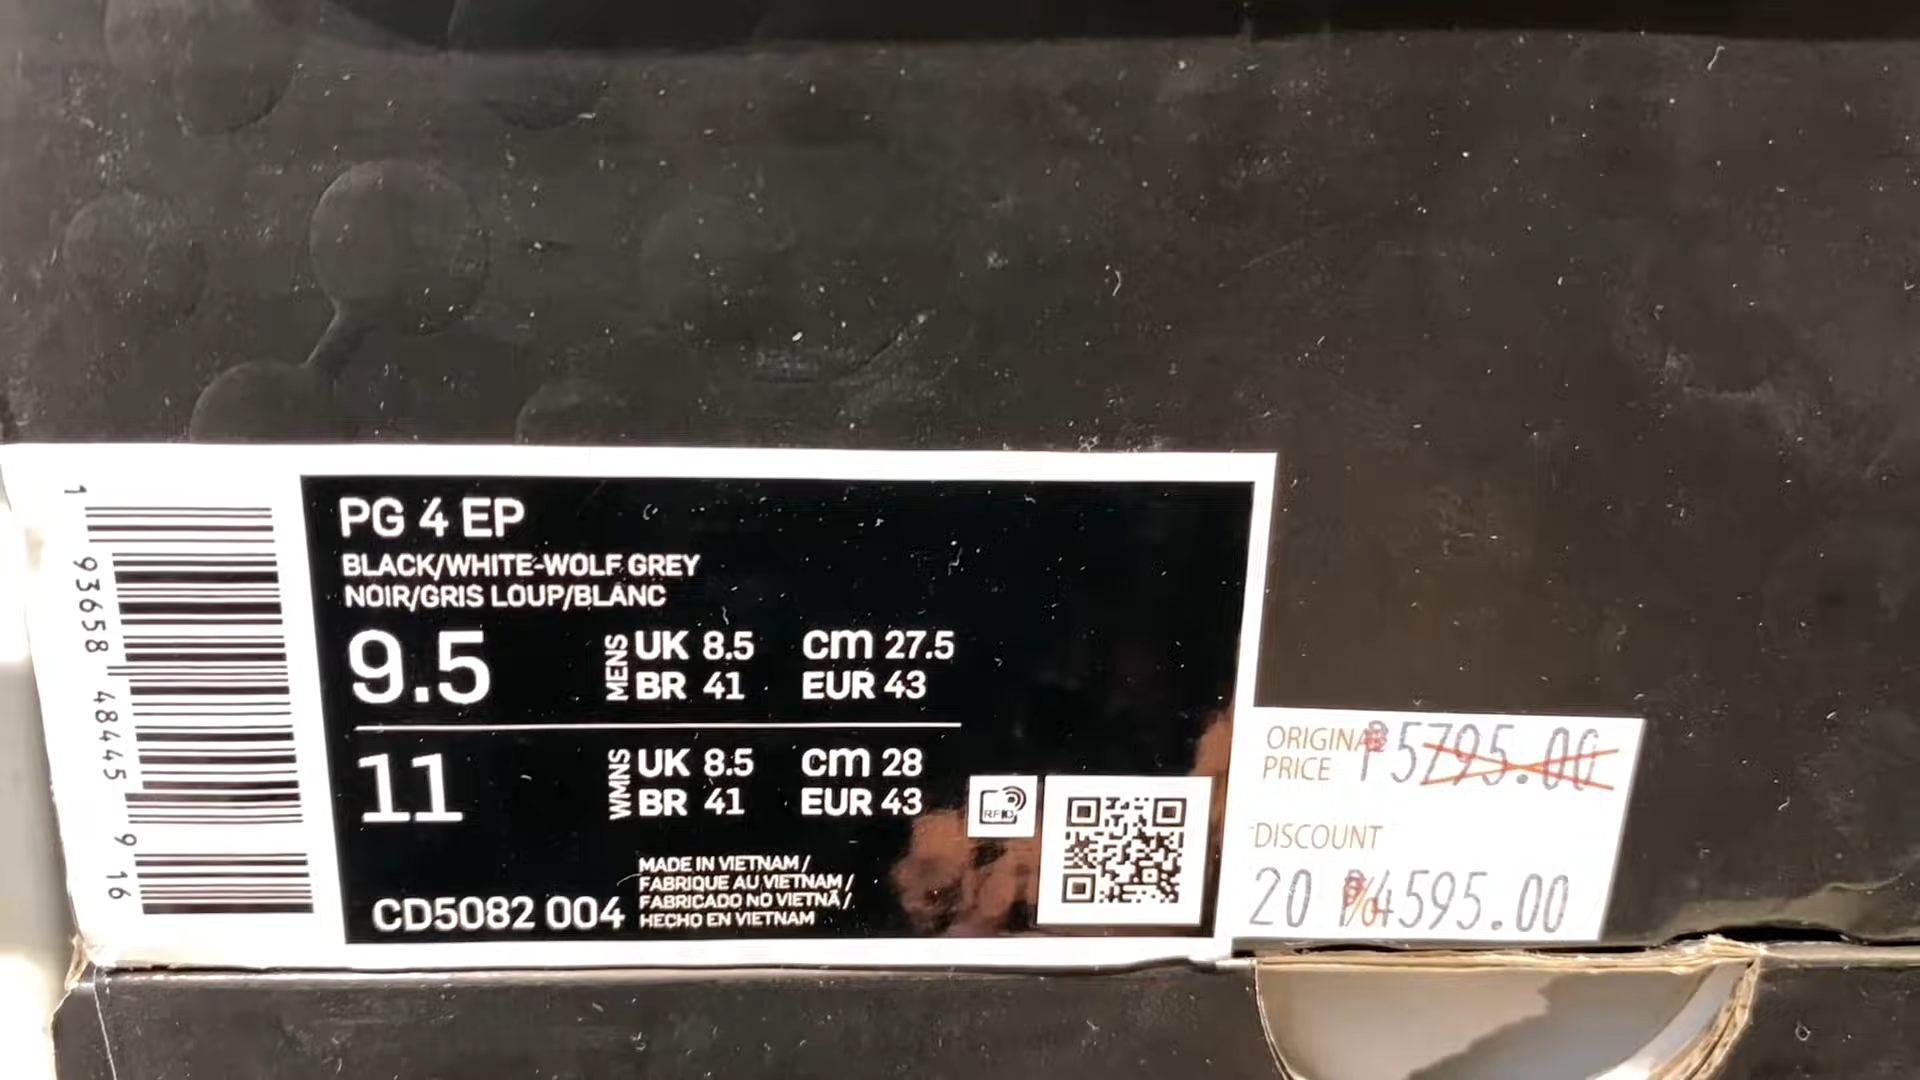 1 93658 48445 9 16
PG 4 EP
BLACK/WHITE-WOLF GREY
NOIR/GRIS LOUP/BLANC
9.5 MENS UK 8.5 cm 27.5
BR 41 EUR 43
11 WMNS UK 8.5 cm 28
BR 41 EUR 43
RFID
MADE IN VIETNAM /
FABRIQUE AU VIETNAM /
FABRICADO NO VIETNÃ /
HECHO EN VIETNAM
CD5082 004
ORIGINAL
PRICE ₱5795.00
DISCOUNT
20 % ₱4595.00